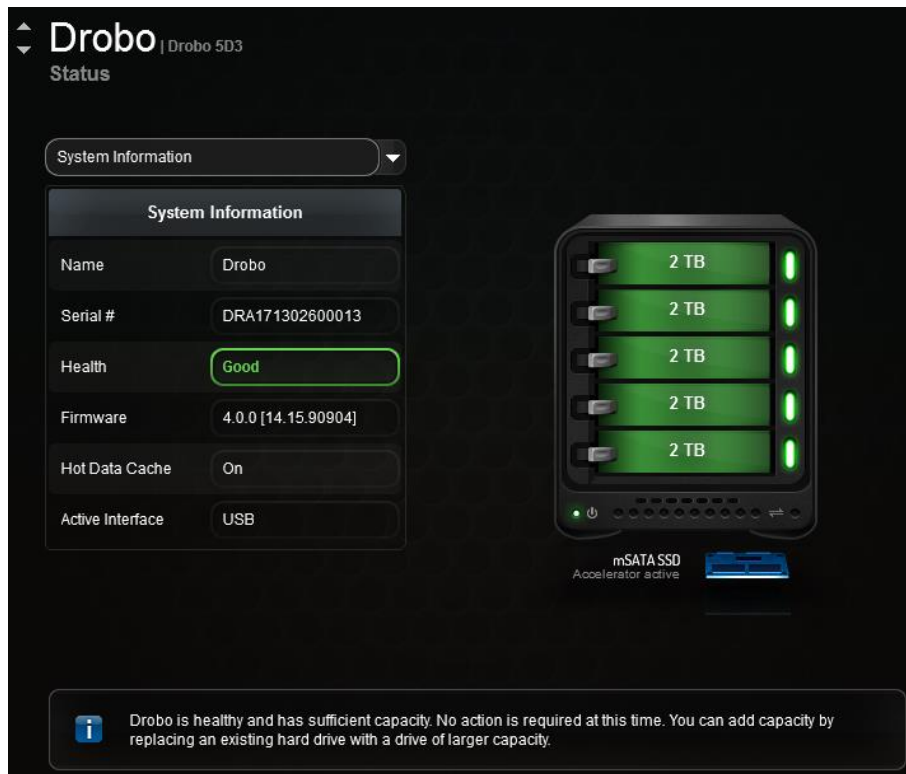 Drobo | Drobo 5D3
Status
System Information
System Information
Name Drobo
Serial # DRA171302600013
Health Good
Firmware 4.0.0 [14.15.90904]
Hot Data Cache On
Active Interface USB
2 TB
2 TB
2 TB
2 TB
2 TB
mSATA SSD
Accelerator active
Drobo is healthy and has sufficient capacity. No action is required at this time. You can add capacity by
replacing an existing hard drive with a drive of larger capacity.